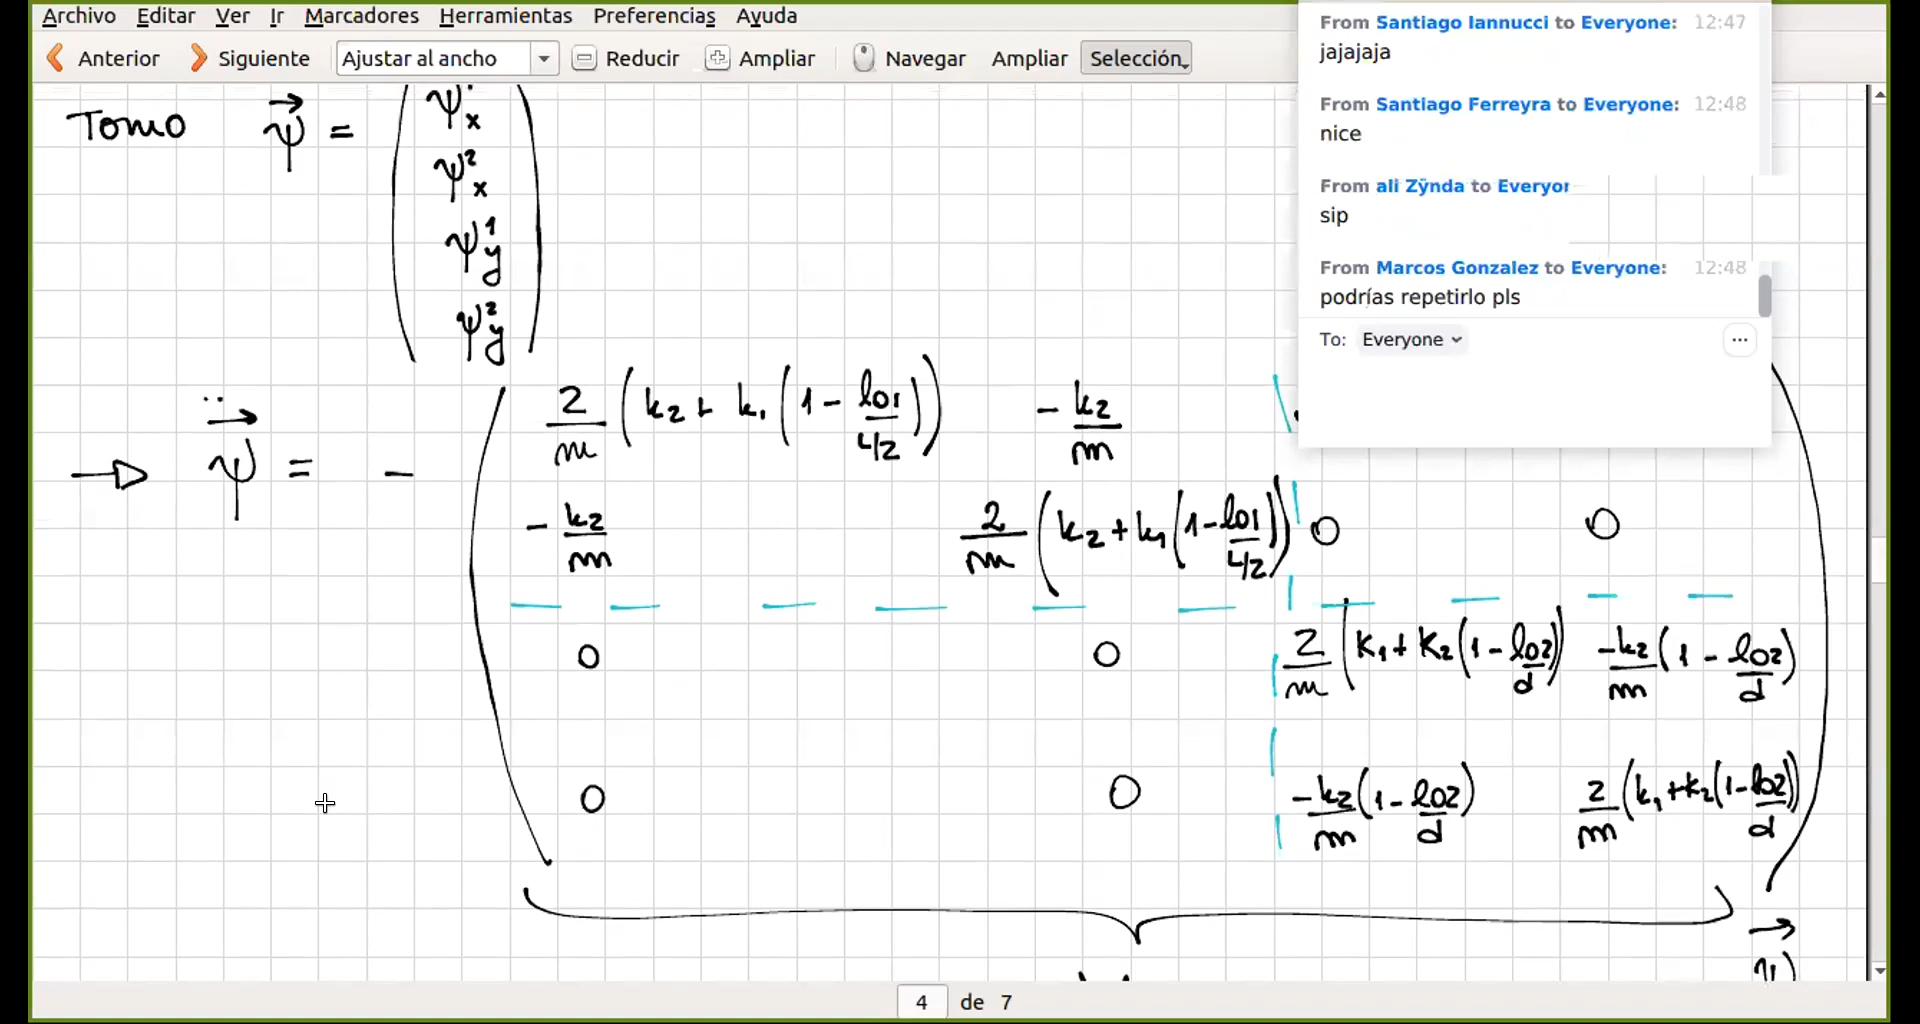 Archivo Editar Ver Ir Marcadores Herramientas Preferencias Ayuda
Anterior Siguiente Ajustar al ancho Reducir Ampliar Navegar Ampliar Selección
From Santiago Iannucci to Everyone: 12:47
jajajaja
From Santiago Ferreyra to Everyone: 12:48
nice
From ali Zÿnda to Everyor
sip
From Marcos Gonzalez to Everyone: 12:48
podrías repetirlo pls
To: Everyone
Tomo ψ⃗ =
ψ¹x
ψ²x
ψ¹y
ψ²y
→ ψ⃗̈ = −
2/m (k₂ + k₁ (1 − l01/L/2)) −k₂/m
−k₂/m 2/m (k₂ + k₁ (1 − l01/L/2)) 0 0
0 0 2/m (k₁ + k₂ (1 − l02/d)) −k₂/m (1 − l02/d)
0 0 −k₂/m (1 − l02/d) 2/m (k₁ + k₂ (1 − l02/d))
4 de 7